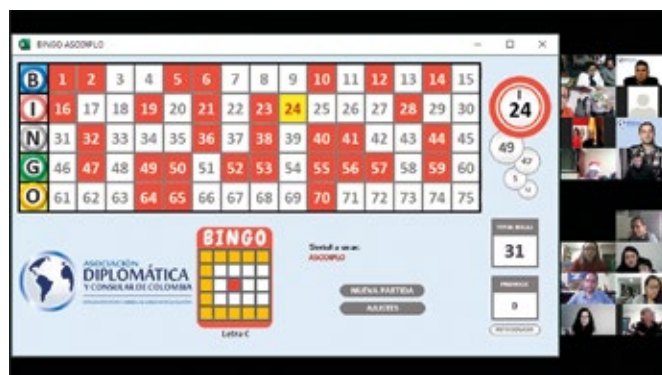 BINGO ASCODIPLO
B 1 2 3 4 5 6 7 8 9 10 11 12 13 14 15
I 16 17 18 19 20 21 22 23 24 25 26 27 28 29 30
N 31 32 33 34 35 36 37 38 39 40 41 42 43 44 45
G 46 47 48 49 50 51 52 53 54 55 56 57 58 59 60
O 61 62 63 64 65 66 67 68 69 70 71 72 73 74 75
I
24
49
47
5
ASOCIACIÓN
DIPLOMÁTICA
Y CONSULAR DE COLOMBIA
BINGO
Letra C
ASCODIPLO
NUEVA PARTIDA
AJUSTES
31
0